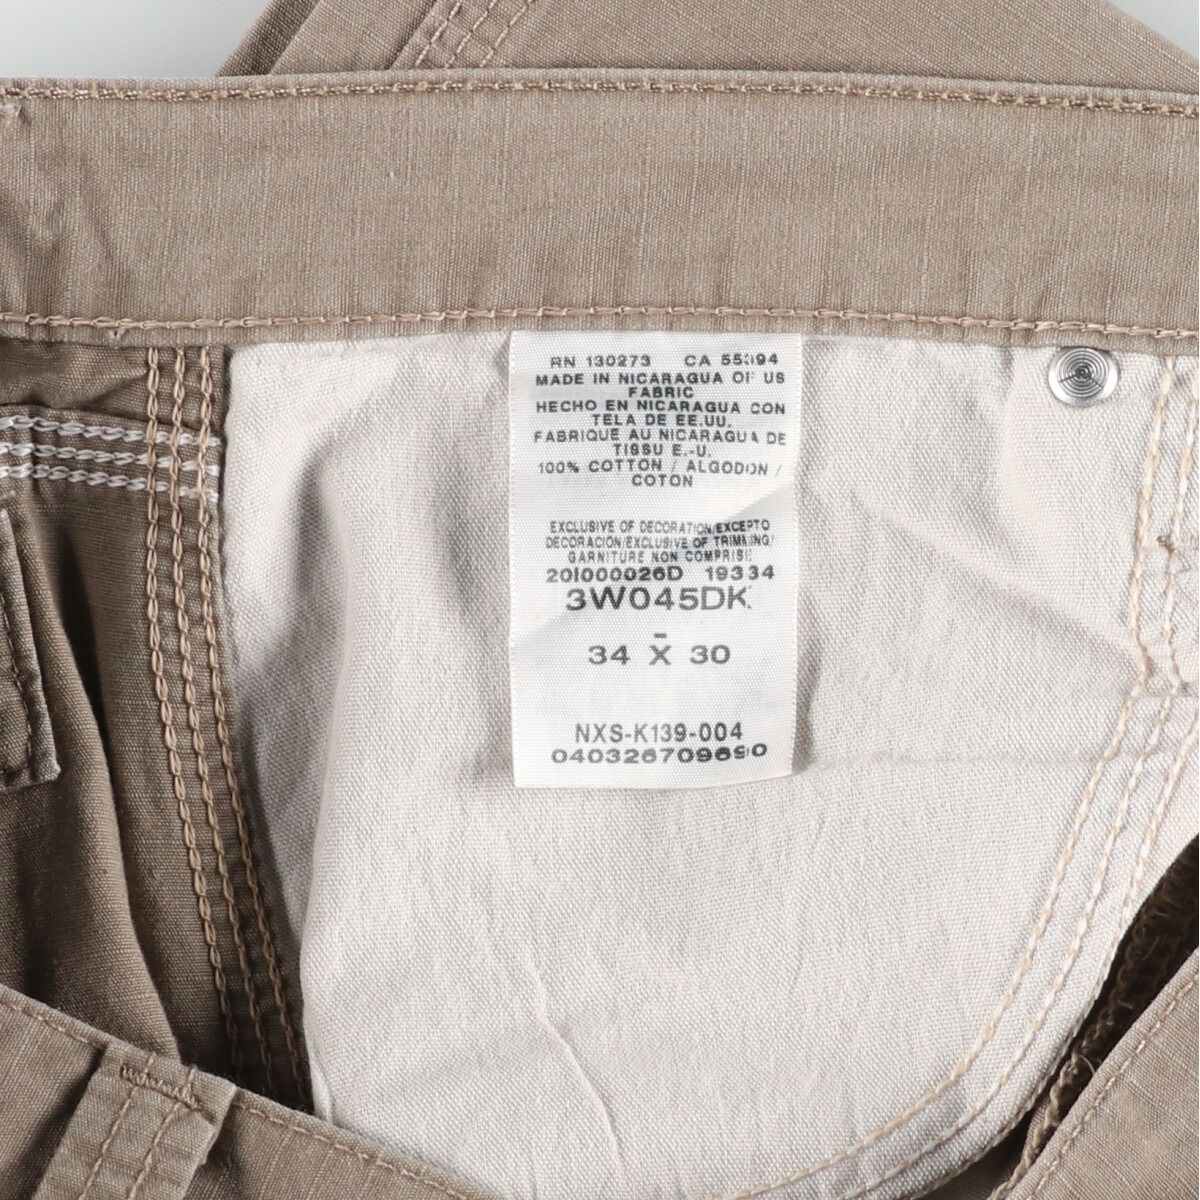 RN 130273 CA 55394
MADE IN NICARAGUA OF US
FABRIC
HECHO EN NICARAGUA CON
TELA DE EE.UU.
FABRIQUE AU NICARAGUA DE
TISSU E.-U.
100% COTTON / ALGODON /
COTON
EXCLUSIVE OF DECORATION/EXCEPTO
DECORACION/EXCLUSIVE OF TRIMMING/
GARNITURE NON COMPRISE
201000026D 19334
3W045DK
34 X 30
NXS-K139-004
040326709690